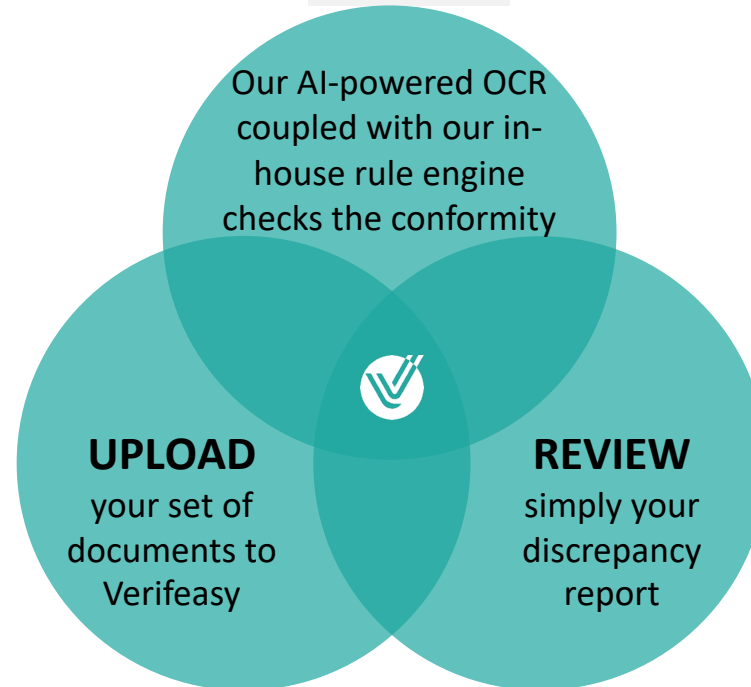 Our AI-powered OCR
coupled with our in-
house rule engine
checks the conformity
UPLOAD
your set of
documents to
Verifeasy
REVIEW
simply your
discrepancy
report